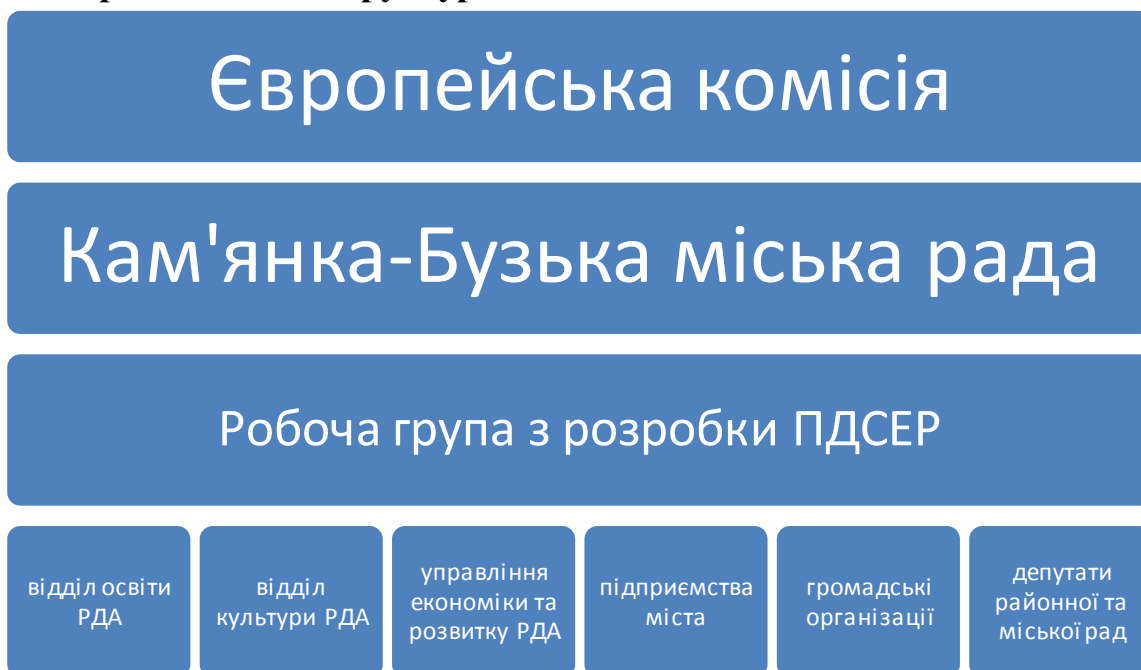 Європейська комісія
Кам'янка-Бузька міська рада
Робоча група з розробки ПДСЕР
відділ освіти
РДА
відділ
культури РДА
управління
економіки та
розвитку РДА
підприємства
міста
громадські
організації
депутати
районної та
міської рад